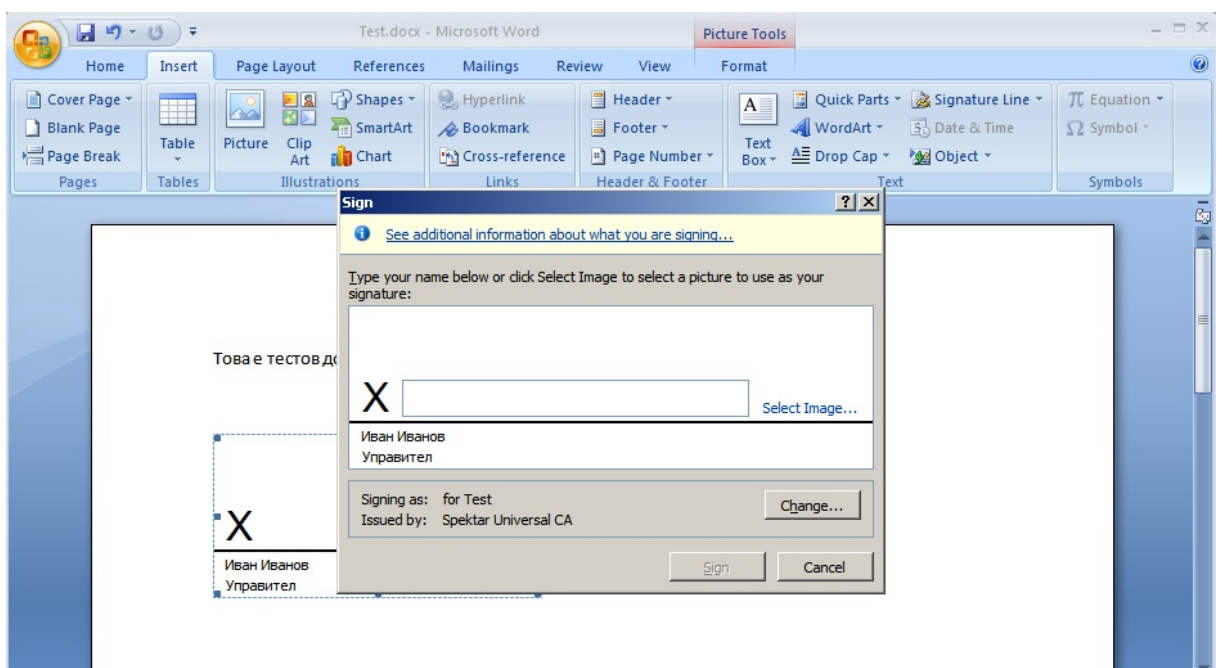 Test.docx - Microsoft Word
Picture Tools
Home Insert Page Layout References Mailings Review View Format
Cover Page
Blank Page
Page Break
Pages
Table
Tables
Picture
Clip Art
Shapes
SmartArt
Chart
Illustrations
Hyperlink
Bookmark
Cross-reference
Links
Header
Footer
Page Number
Header & Footer
A
Text Box
Quick Parts
WordArt
Drop Cap
Signature Line
Date & Time
Object
Text
π Equation
Ω Symbol
Symbols
Sign
See additional information about what you are signing...
Type your name below or click Select Image to select a picture to use as your
signature:
X
Select Image...
Иван Иванов
Управител
Signing as: for Test
Change...
Issued by: Spektar Universal CA
Sign Cancel
Това е тестов
X
Иван Иванов
Управител